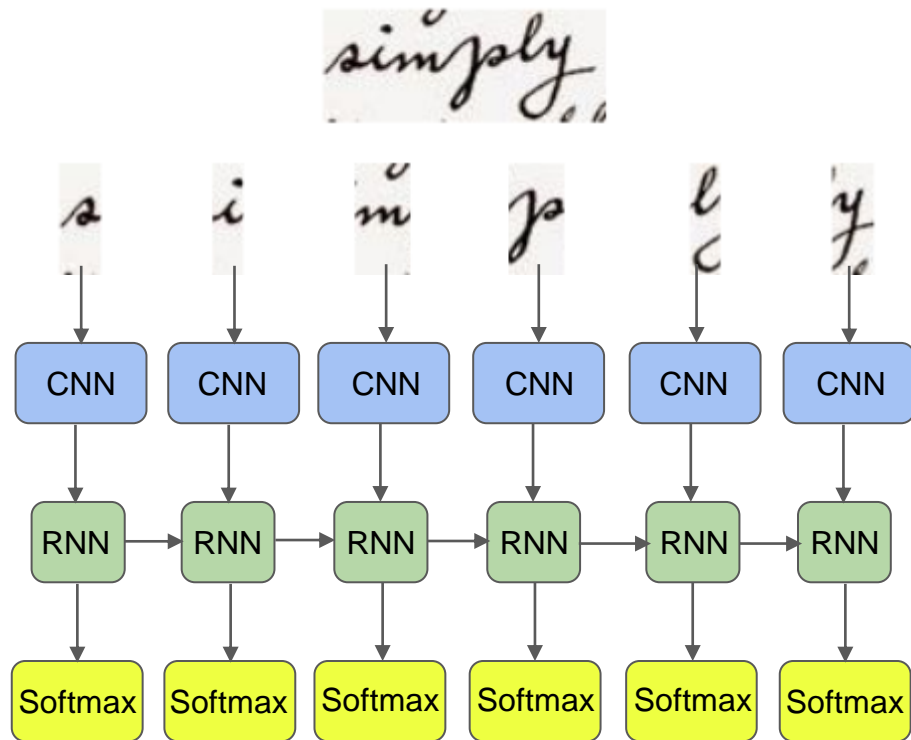 simply
s i m p l y
CNN CNN CNN CNN CNN CNN
RNN RNN RNN RNN RNN RNN
Softmax Softmax Softmax Softmax Softmax Softmax